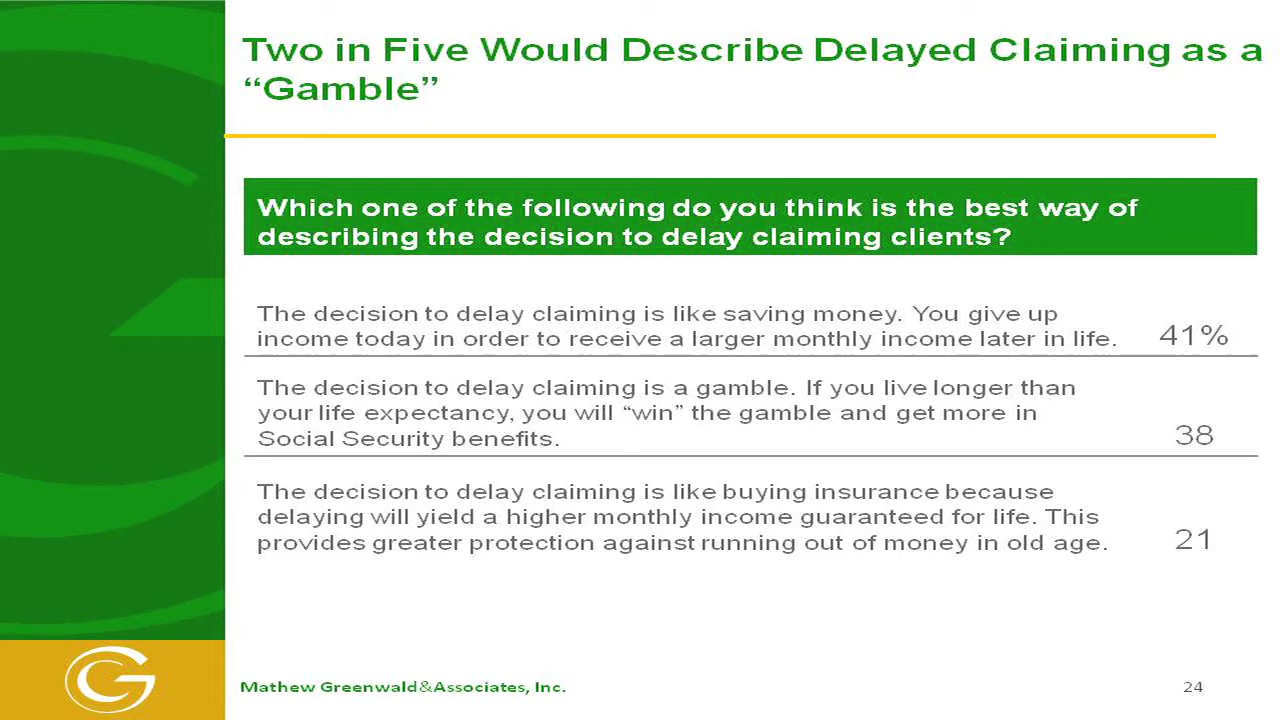 Two in Five Would Describe Delayed Claiming as a
“Gamble”
Which one of the following do you think is the best way of
describing the decision to delay claiming clients?
The decision to delay claiming is like saving money. You give up
income today in order to receive a larger monthly income later in life.
41%
The decision to delay claiming is a gamble. If you live longer than
your life expectancy, you will “win” the gamble and get more in
Social Security benefits.
38
The decision to delay claiming is like buying insurance because
delaying will yield a higher monthly income guaranteed for life. This
provides greater protection against running out of money in old age.
21
G
Mathew Greenwald&Associates, Inc.
24